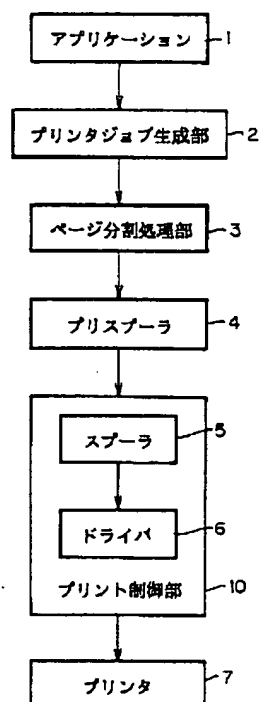 アプリケーション 1
プリンタジョブ生成部 2
ページ分割処理部 3
プリスプーラ 4
スプーラ 5
ドライバ 6
プリント制御部 10
プリンタ 7